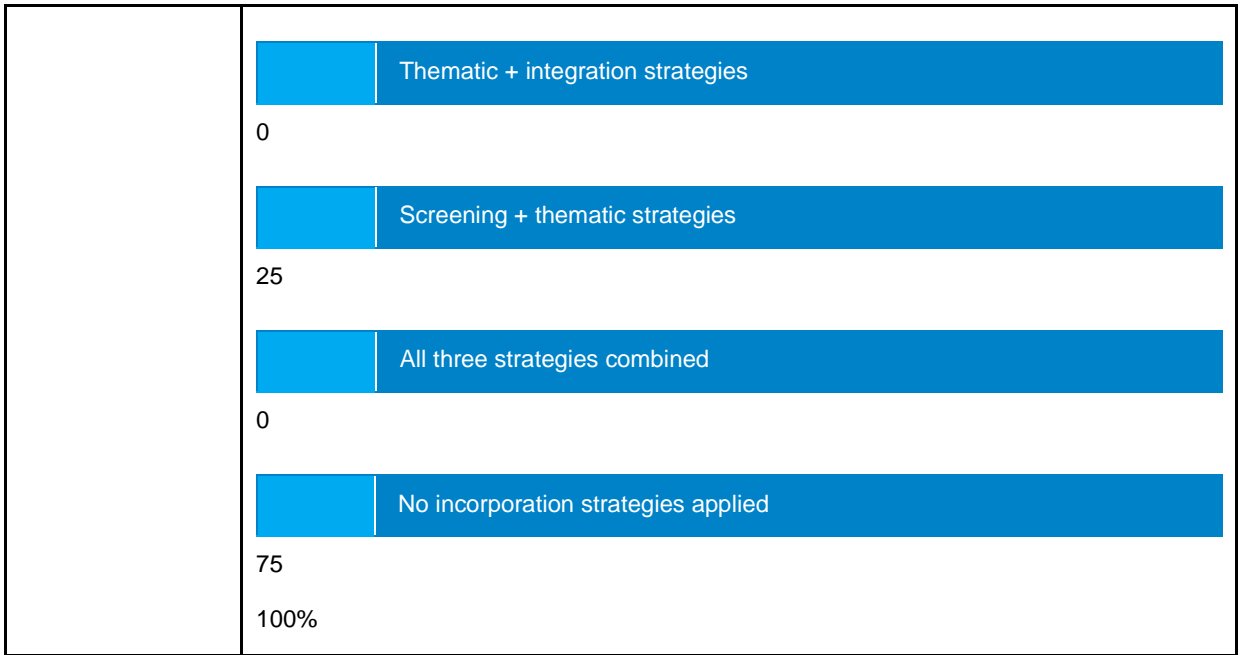 Thematic + integration strategies
0
Screening + thematic strategies
25
All three strategies combined
0
No incorporation strategies applied
75
100%